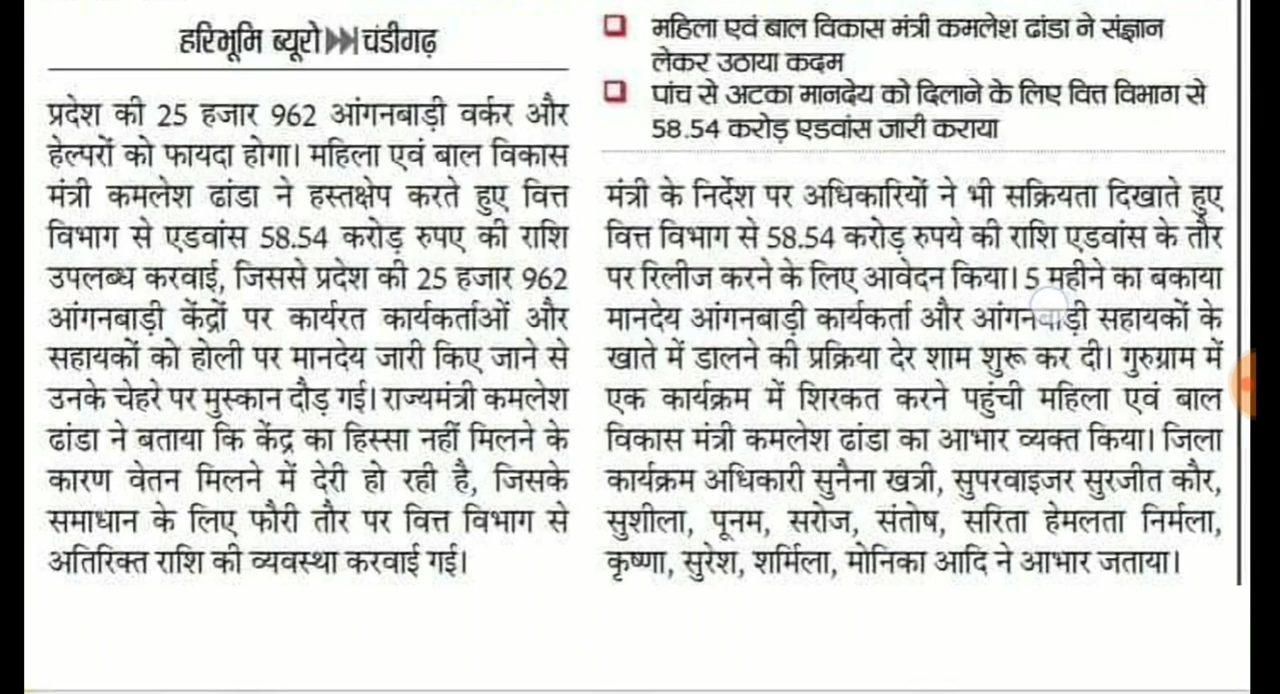 हरिभूमि ब्यूरो चंडीगढ़
प्रदेश की 25 हजार 962 आंगनबाड़ी वर्कर और
हेल्परों को फायदा होगा। महिला एवं बाल विकास
मंत्री कमलेश ढांडा ने हस्तक्षेप करते हुए वित्त
विभाग से एडवांस 58.54 करोड़ रुपए की राशि
उपलब्ध करवाई, जिससे प्रदेश की 25 हजार 962
आंगनबाड़ी केंद्रों पर कार्यरत कार्यकर्ताओं और
सहायकों को होली पर मानदेय जारी किए जाने से
उनके चेहरे पर मुस्कान दौड़ गई। राज्यमंत्री कमलेश
ढांडा ने बताया कि केंद्र का हिस्सा नहीं मिलने के
कारण वेतन मिलने में देरी हो रही है, जिसके
समाधान के लिए फौरी तौर पर वित्त विभाग से
अतिरिक्त राशि की व्यवस्था करवाई गई।
महिला एवं बाल विकास मंत्री कमलेश ढांडा ने संज्ञान
लेकर उठाया कदम
पांच से अटका मानदेय को दिलाने के लिए वित्त विभाग से
58.54 करोड़ एडवांस जारी कराया
मंत्री के निर्देश पर अधिकारियों ने भी सक्रियता दिखाते हुए
वित्त विभाग से 58.54 करोड़ रुपये की राशि एडवांस के तौर
पर रिलीज करने के लिए आवेदन किया। 5 महीने का बकाया
मानदेय आंगनबाड़ी कार्यकर्ता और आंगनबाड़ी सहायकों के
खाते में डालने की प्रक्रिया देर शाम शुरू कर दी। गुरुग्राम में
एक कार्यक्रम में शिरकत करने पहुंची महिला एवं बाल
विकास मंत्री कमलेश ढांडा का आभार व्यक्त किया। जिला
कार्यक्रम अधिकारी सुनैना खत्री, सुपरवाइजर सुरजीत कौर,
सुशीला, पूनम, सरोज, संतोष, सरिता हेमलता निर्मला,
कृष्णा, सुरेश, शर्मिला, मोनिका आदि ने आभार जताया।